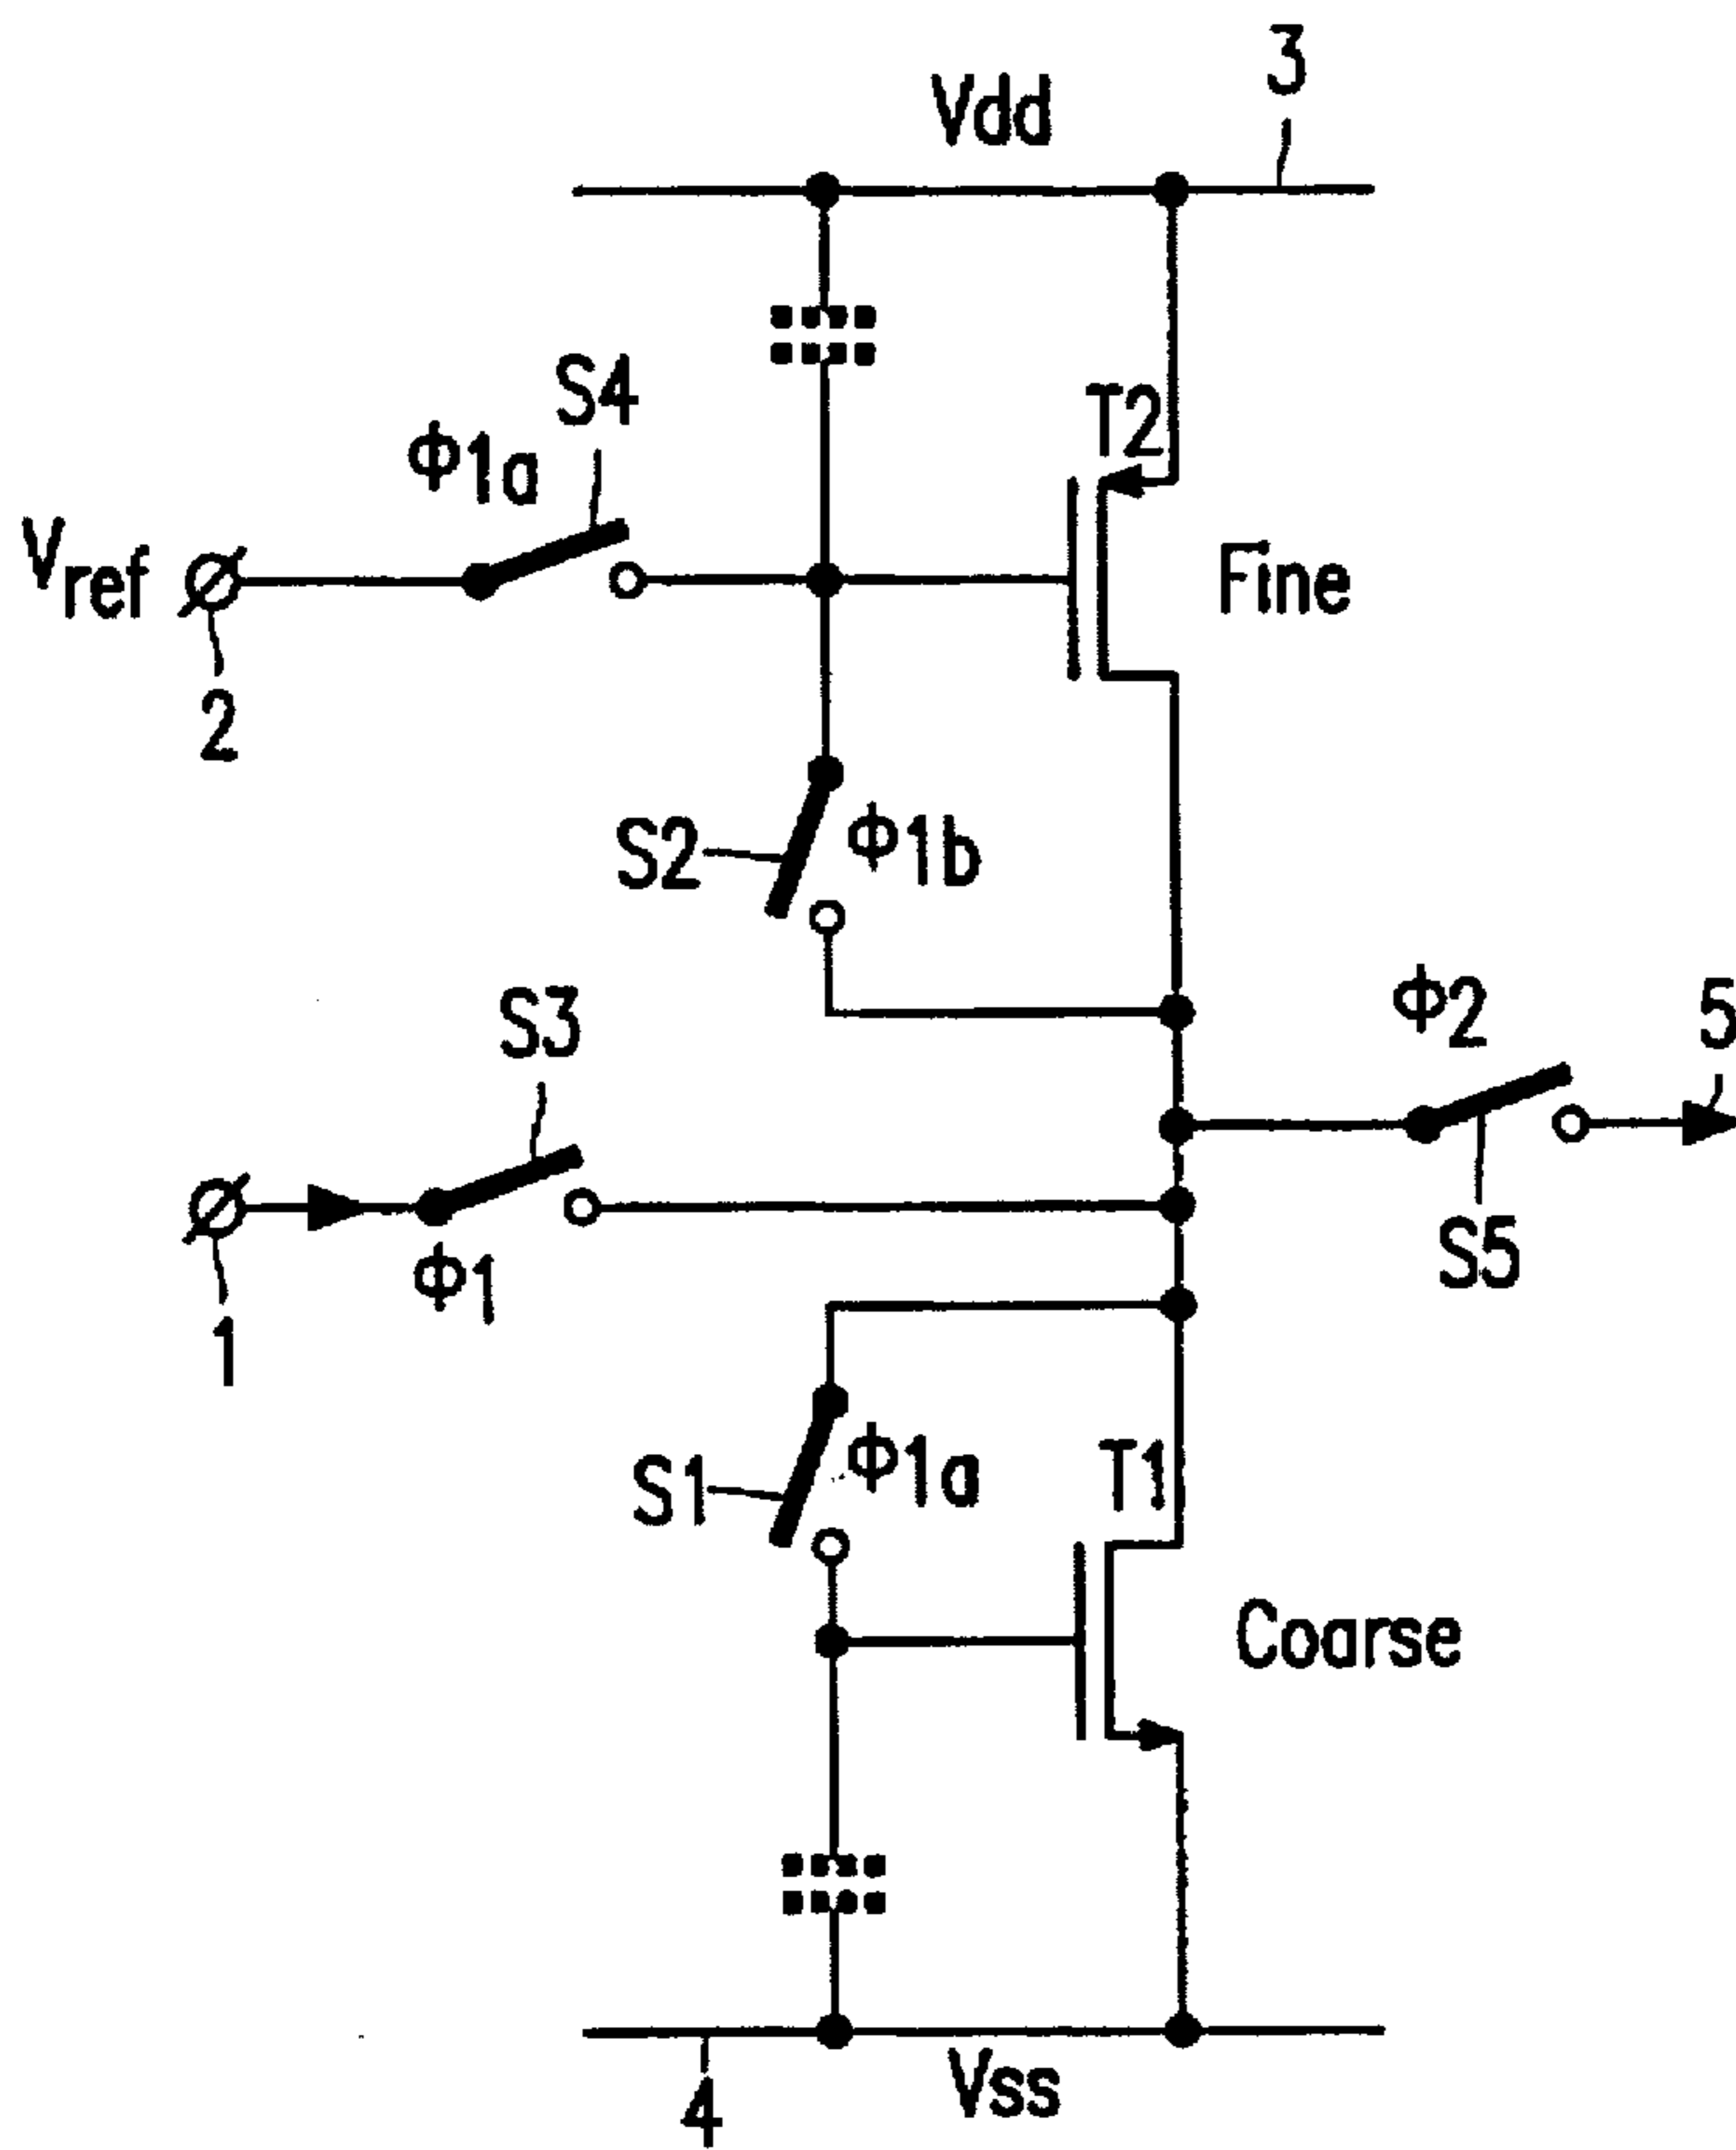 3
Vdd
S4
ϕ1a
T2
Vref
Fine
2
S2
ϕ1b
S3
ϕ2
5
ϕ1
S5
1
S1
ϕ1a
T1
Coarse
Vss
4